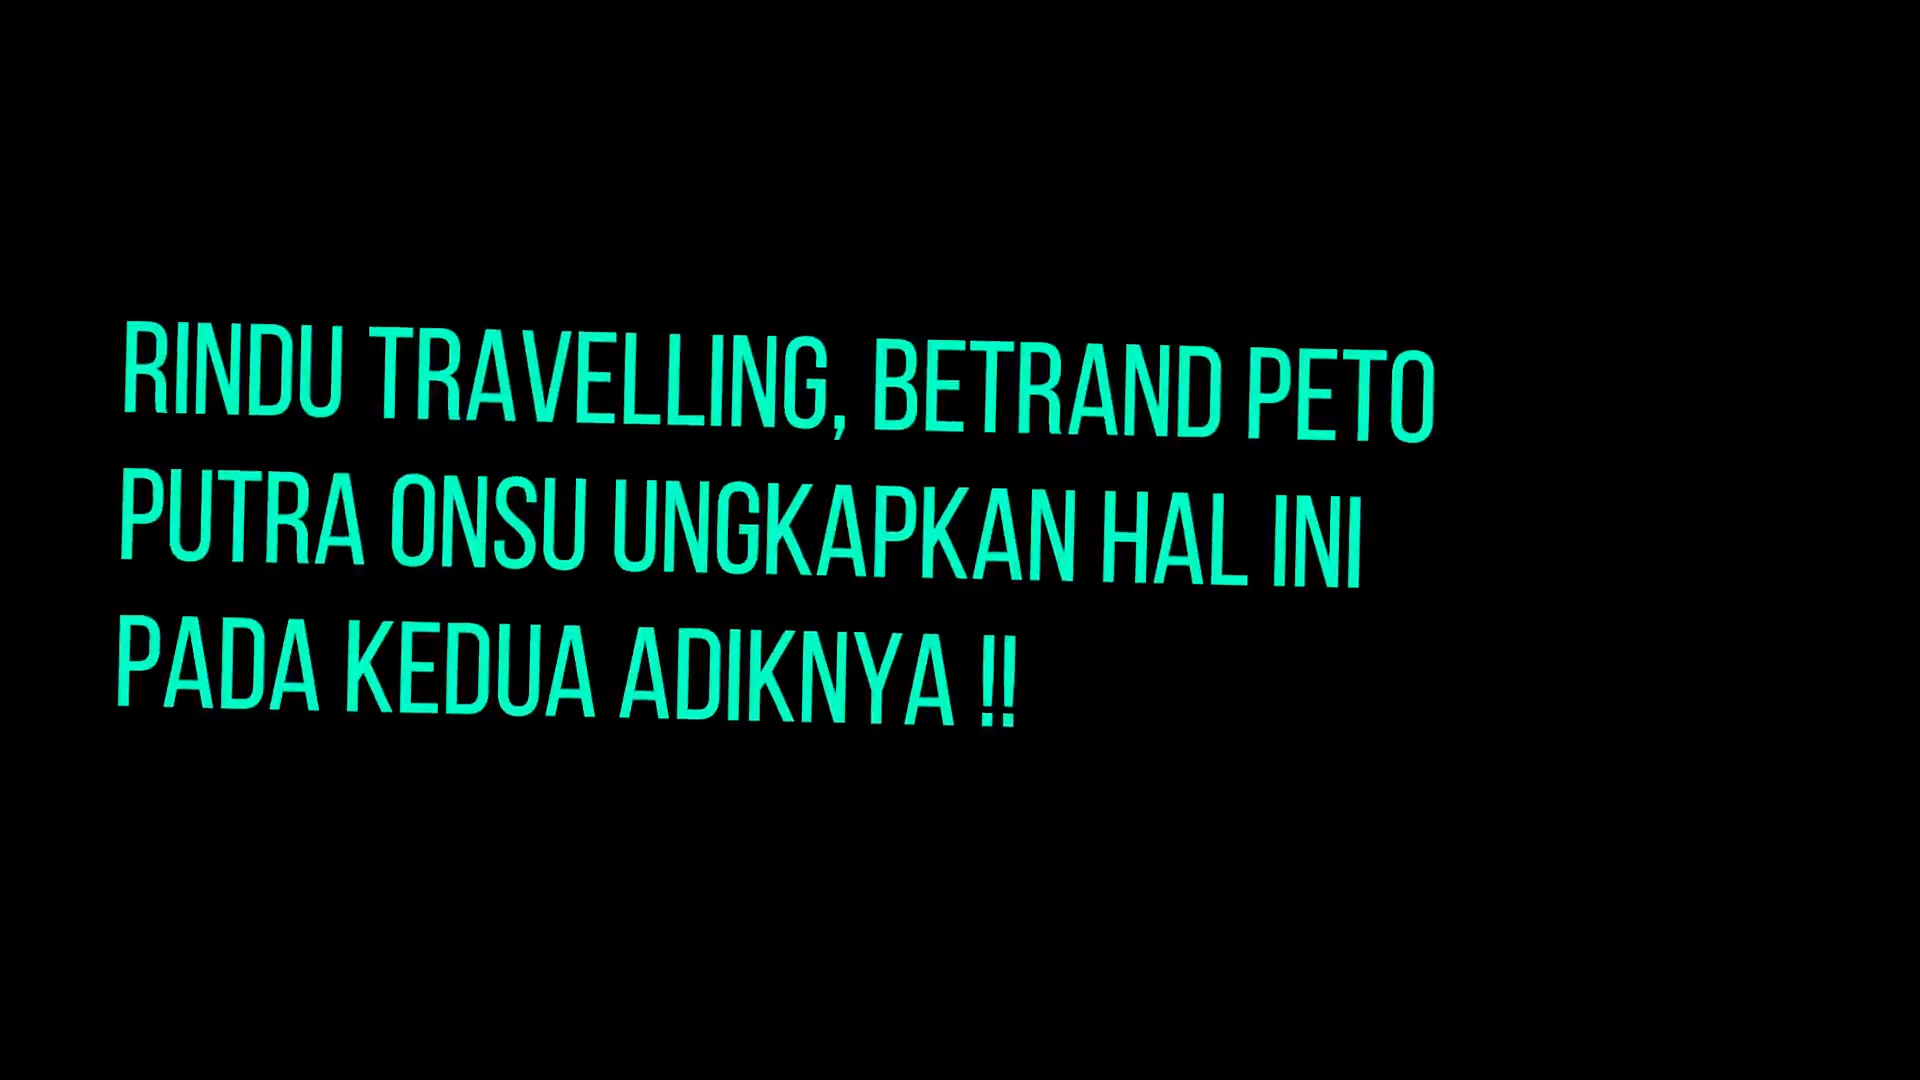 RINDU TRAVELLING, BETRAND PETO
PUTRA ONSU UNGKAPKAN HAL INI
PADA KEDUA ADIKNYA !!